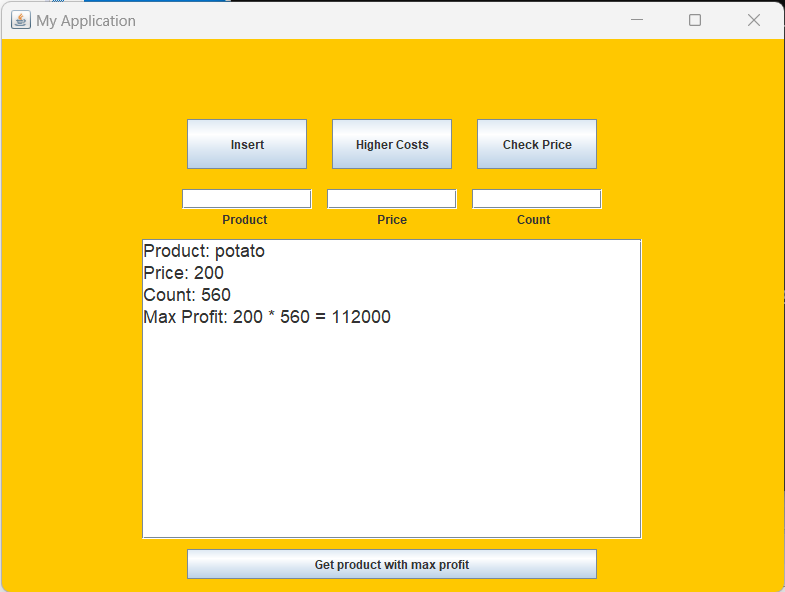 My Application
Insert Higher Costs Check Price
Product Price Count
Product: potato
Price: 200
Count: 560
Max Profit: 200 * 560 = 112000
Get product with max profit